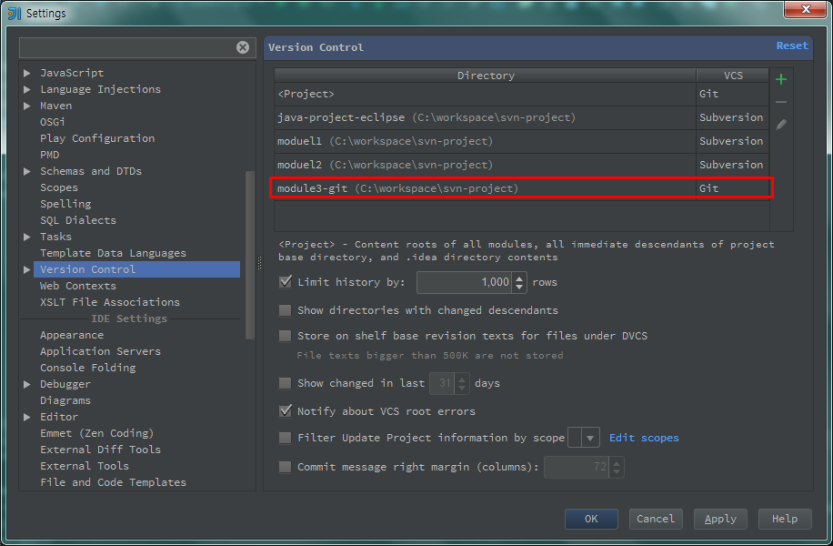 Settings
JavaScript
Language Injections
Maven
OSGi
Play Configuration
PMD
Schemas and DTDs
Scopes
Spelling
SQL Dialects
Tasks
Template Data Languages
Version Control
Web Contexts
XSLT File Associations
IDE Settings
Appearance
Application Servers
Console Folding
Debugger
Diagrams
Editor
Emmet (Zen Coding)
External Diff Tools
External Tools
File and Code Templates
Version Control Reset
Directory VCS
<Project> Git
java-project-eclipse (C:\workspace\svn-project) Subversion
moduel1 (C:\workspace\svn-project) Subversion
moduel2 (C:\workspace\svn-project) Subversion
module3-git (C:\workspace\svn-project) Git
<Project> - Content roots of all modules, all immediate descendants of project
base directory, and .idea directory contents
Limit history by: 1,000 rows
Show directories with changed descendants
Store on shelf base revision texts for files under DVCS
File texts bigger than 500K are not stored
Show changed in last 31 days
Notify about VCS root errors
Filter Update Project information by scope Edit scopes
Commit message right margin (columns): 72
OK Cancel Apply Help